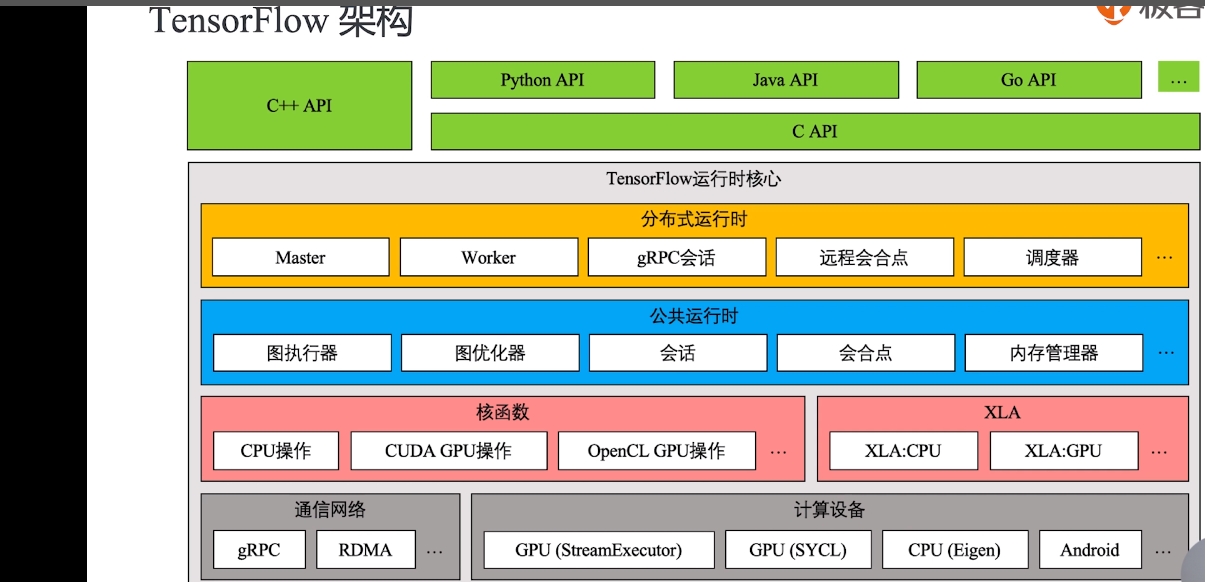 TensorFlow 架构
极客
C++ API
Python API
Java API
Go API
…
C API
TensorFlow运行时核心
分布式运行时
Master
Worker
gRPC会话
远程会合点
调度器
…
公共运行时
图执行器
图优化器
会话
会合点
内存管理器
…
核函数
CPU操作
CUDA GPU操作
OpenCL GPU操作
…
XLA
XLA:CPU
XLA:GPU
…
通信网络
gRPC
RDMA
…
计算设备
GPU (StreamExecutor)
GPU (SYCL)
CPU (Eigen)
Android
…